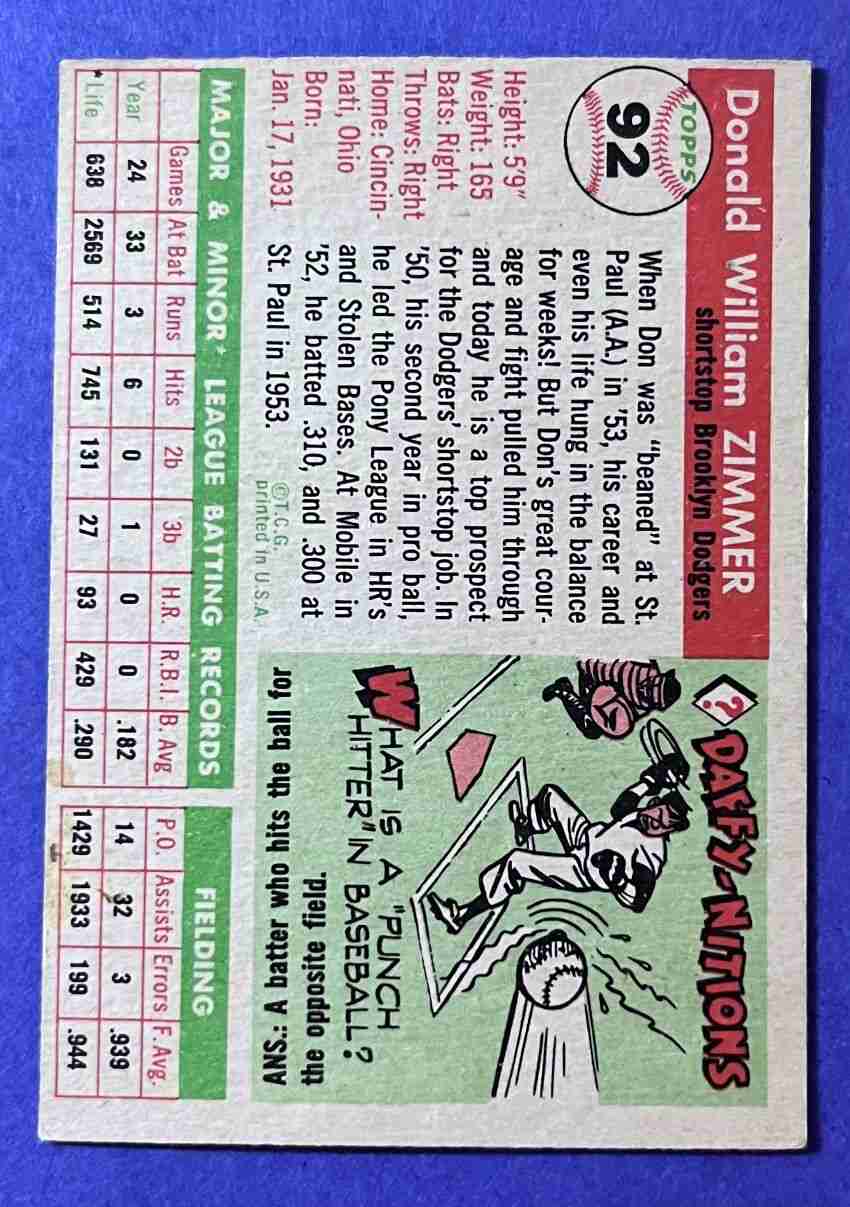 Donald William ZIMMER
shortstop Brooklyn Dodgers
TOPPS
92
Height: 5'9"
Weight: 165
Bats: Right
Throws: Right
Home: Cincin-
nati, Ohio
Born:
Jan. 17, 1931
When Don was "beaned" at St.
Paul (A.A.) in '53, his career and
even his life hung in the balance
for weeks! But Don's great cour-
age and fight pulled him through
and today he is a top prospect
for the Dodgers' shortstop job. In
'50, his second year in pro ball,
he led the Pony League in HR's
and Stolen Bases. At Mobile in
'52, he batted .310, and .300 at
St. Paul in 1953.
©T.C.G.
printed in U.S.A.
? DAFFY-NITIONS
WHAT IS A "PUNCH
HITTER" IN BASEBALL?
ANS.: A batter who hits the ball for
the opposite field.
MAJOR & MINOR* LEAGUE BATTING RECORDS
Games At Bat Runs Hits 2b 3b H.R. R.B.I. B. Avg
Year 24 33 3 6 0 1 0 0 .182
*Life 638 2569 514 745 131 27 93 429 .290
FIELDING
P.O. Assists Errors F. Avg.
14 32 3 .939
1429 1933 199 .944